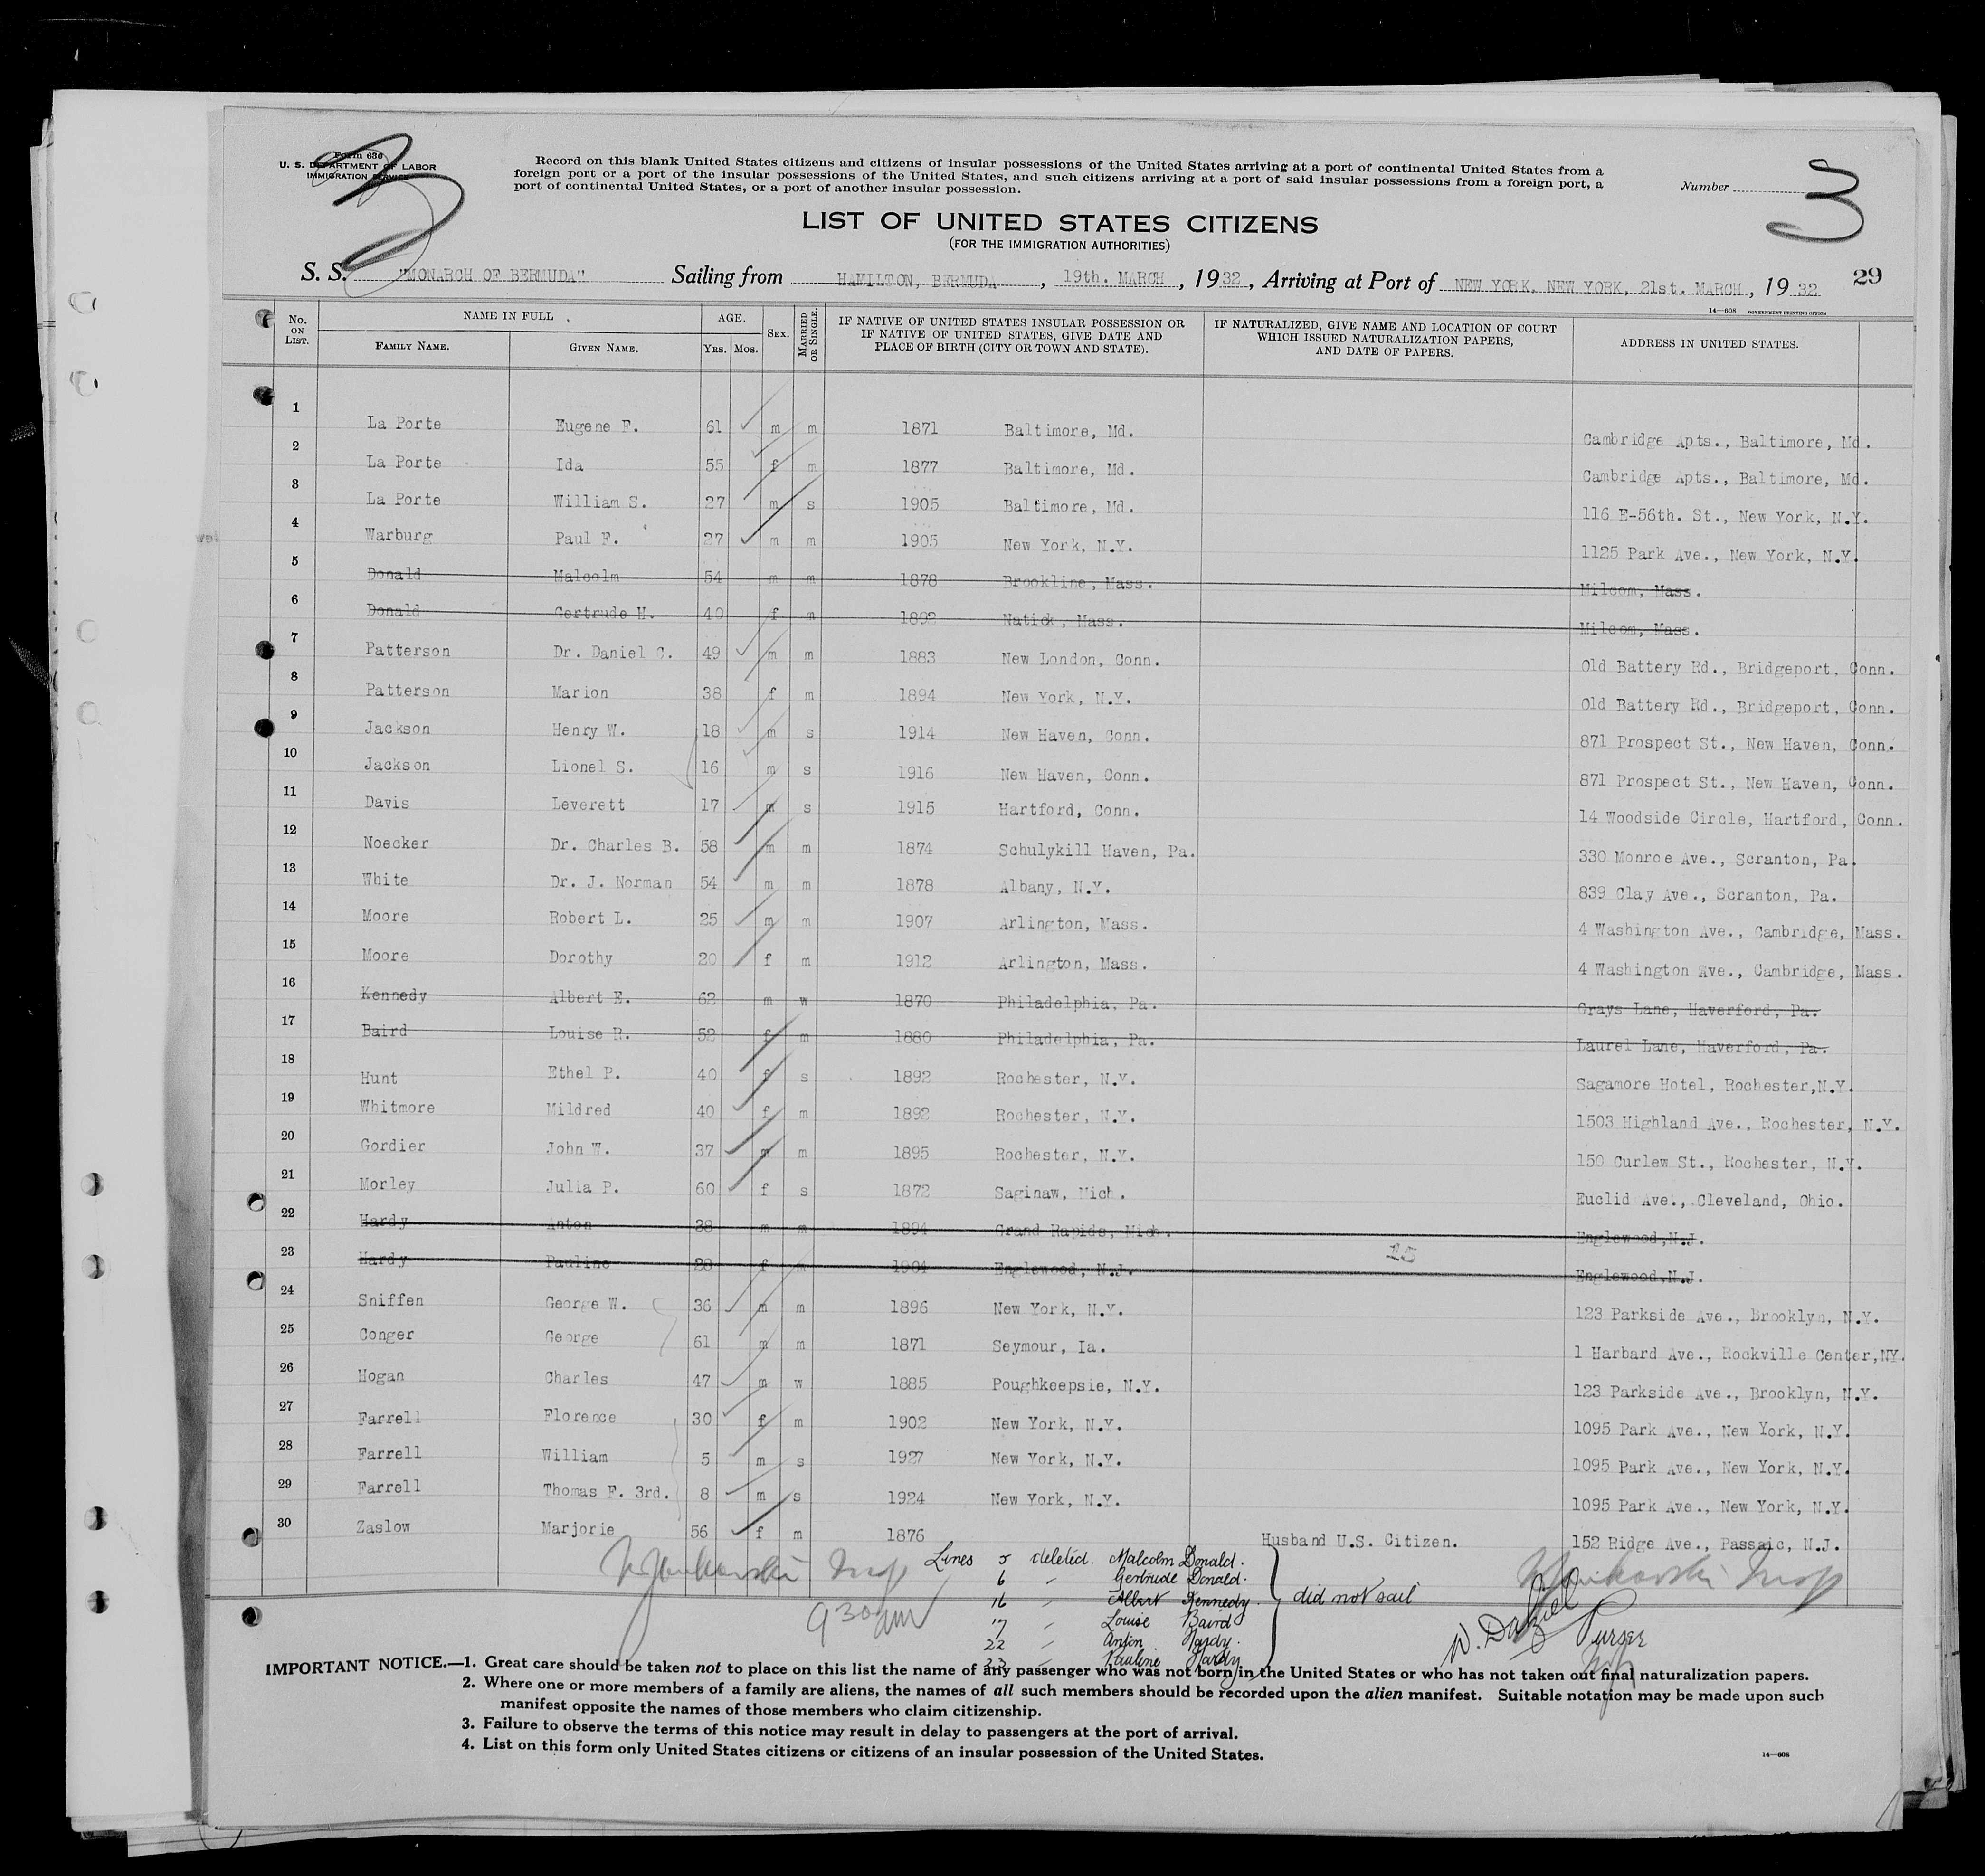 Form 630
U. S. DEPARTMENT OF LABOR
IMMIGRATION SERVICE
3
Record on this blank United States citizens and citizens of insular possessions of the United States arriving at a port of continental United States from a
foreign port or a port of the insular possessions of the United States, and such citizens arriving at a port of said insular possessions from a foreign port, a
port of continental United States, or a port of another insular possession.
Number 3
LIST OF UNITED STATES CITIZENS
(FOR THE IMMIGRATION AUTHORITIES)
S. S. "MONARCH OF BERMUDA" Sailing from HAMILTON, BERMUDA, 19th. MARCH, 1932, Arriving at Port of NEW YORK, NEW YORK, 21st. MARCH, 1932
29
14—608 GOVERNMENT PRINTING OFFICE
No. ON LIST. NAME IN FULL FAMILY NAME. GIVEN NAME. AGE. YRS. MOS. SEX. MARRIED OR SINGLE. IF NATIVE OF UNITED STATES INSULAR POSSESSION OR IF NATIVE OF UNITED STATES, GIVE DATE AND PLACE OF BIRTH (CITY OR TOWN AND STATE). IF NATURALIZED, GIVE NAME AND LOCATION OF COURT WHICH ISSUED NATURALIZATION PAPERS, AND DATE OF PAPERS. ADDRESS IN UNITED STATES.
1 La Porte Eugene F. 61 m m 1871 Baltimore, Md. Cambridge Apts., Baltimore, Md.
2 La Porte Ida 55 f m 1877 Baltimore, Md. Cambridge Apts., Baltimore, Md.
3 La Porte William S. 27 m s 1905 Baltimore, Md. 116 E-56th. St., New York, N.Y.
4 Warburg Paul F. 27 m m 1905 New York, N.Y. 1125 Park Ave., New York, N.Y.
5 Donald Malcolm 54 m m 1878 Brookline, Mass. Milcom, Mass.
6 Donald Gertrude H. 40 f m 1892 Natick, Mass. Milcom, Mass.
7 Patterson Dr. Daniel C. 49 m m 1883 New London, Conn. Old Battery Rd., Bridgeport, Conn.
8 Patterson Marion 38 f m 1894 New York, N.Y. Old Battery Rd., Bridgeport, Conn.
9 Jackson Henry W. 18 m s 1914 New Haven, Conn. 871 Prospect St., New Haven, Conn.
10 Jackson Lionel S. 16 m s 1916 New Haven, Conn. 871 Prospect St., New Haven, Conn.
11 Davis Leverett 17 m s 1915 Hartford, Conn. 14 Woodside Circle, Hartford, Conn.
12 Noecker Dr. Charles B. 58 m m 1874 Schulykill Haven, Pa. 330 Monroe Ave., Scranton, Pa.
13 White Dr. J. Norman 54 m m 1878 Albany, N.Y. 839 Clay Ave., Scranton, Pa.
14 Moore Robert L. 25 m m 1907 Arlington, Mass. 4 Washington Ave., Cambridge, Mass.
15 Moore Dorothy 20 f m 1912 Arlington, Mass. 4 Washington Ave., Cambridge, Mass.
16 Kennedy Albert E. 62 m w 1870 Philadelphia, Pa. Grays Lane, Haverford, Pa.
17 Baird Louise R. 52 f m 1880 Philadelphia, Pa. Laurel Lane, Haverford, Pa.
18 Hunt Ethel P. 40 f s 1892 Rochester, N.Y. Sagamore Hotel, Rochester,N.Y.
19 Whitmore Mildred 40 f m 1892 Rochester, N.Y. 1503 Highland Ave., Rochester, N.Y.
20 Gordier John W. 37 m m 1895 Rochester, N.Y. 150 Curlew St., Rochester, N.Y.
21 Morley Julia P. 60 f s 1872 Saginaw, Mich. Euclid Ave., Cleveland, Ohio.
22 Hardy Anton 38 m m 1894 Grand Rapids, Mich. Englewood,N.J.
23 Hardy Pauline 28 f m 1904 Englewood, N.J. 15 Englewood,N.J.
24 Sniffen George W. 36 m m 1896 New York, N.Y. 123 Parkside Ave., Brooklyn, N.Y.
25 Conger George 61 m m 1871 Seymour, Ia. 1 Harbard Ave., Rockville Center,NY.
26 Hogan Charles 47 m w 1885 Poughkeepsie, N.Y. 123 Parkside Ave., Brooklyn, N.Y.
27 Farrell Florence 30 f m 1902 New York, N.Y. 1095 Park Ave., New York, N.Y.
28 Farrell William 5 m s 1927 New York, N.Y. 1095 Park Ave., New York, N.Y.
29 Farrell Thomas F. 3rd. 8 m s 1924 New York, N.Y. 1095 Park Ave., New York, N.Y.
30 Zaslow Marjorie 56 f m 1876 Husband U.S. Citizen. 152 Ridge Ave., Passaic, N.J.
Insp Lines 5 deleted. Malcolm Donald.
6 " Gertrude Donald.
930 am 16 " Albert Kennedy. did not sail
17 " Louise Baird
22 " Anton Hardy.
23 " Pauline Hardy
Insp
Purser
IMPORTANT NOTICE.—1. Great care should be taken not to place on this list the name of any passenger who was not born in the United States or who has not taken out final naturalization papers.
2. Where one or more members of a family are aliens, the names of all such members should be recorded upon the alien manifest. Suitable notation may be made upon such
manifest opposite the names of those members who claim citizenship.
3. Failure to observe the terms of this notice may result in delay to passengers at the port of arrival.
4. List on this form only United States citizens or citizens of an insular possession of the United States.
14—608